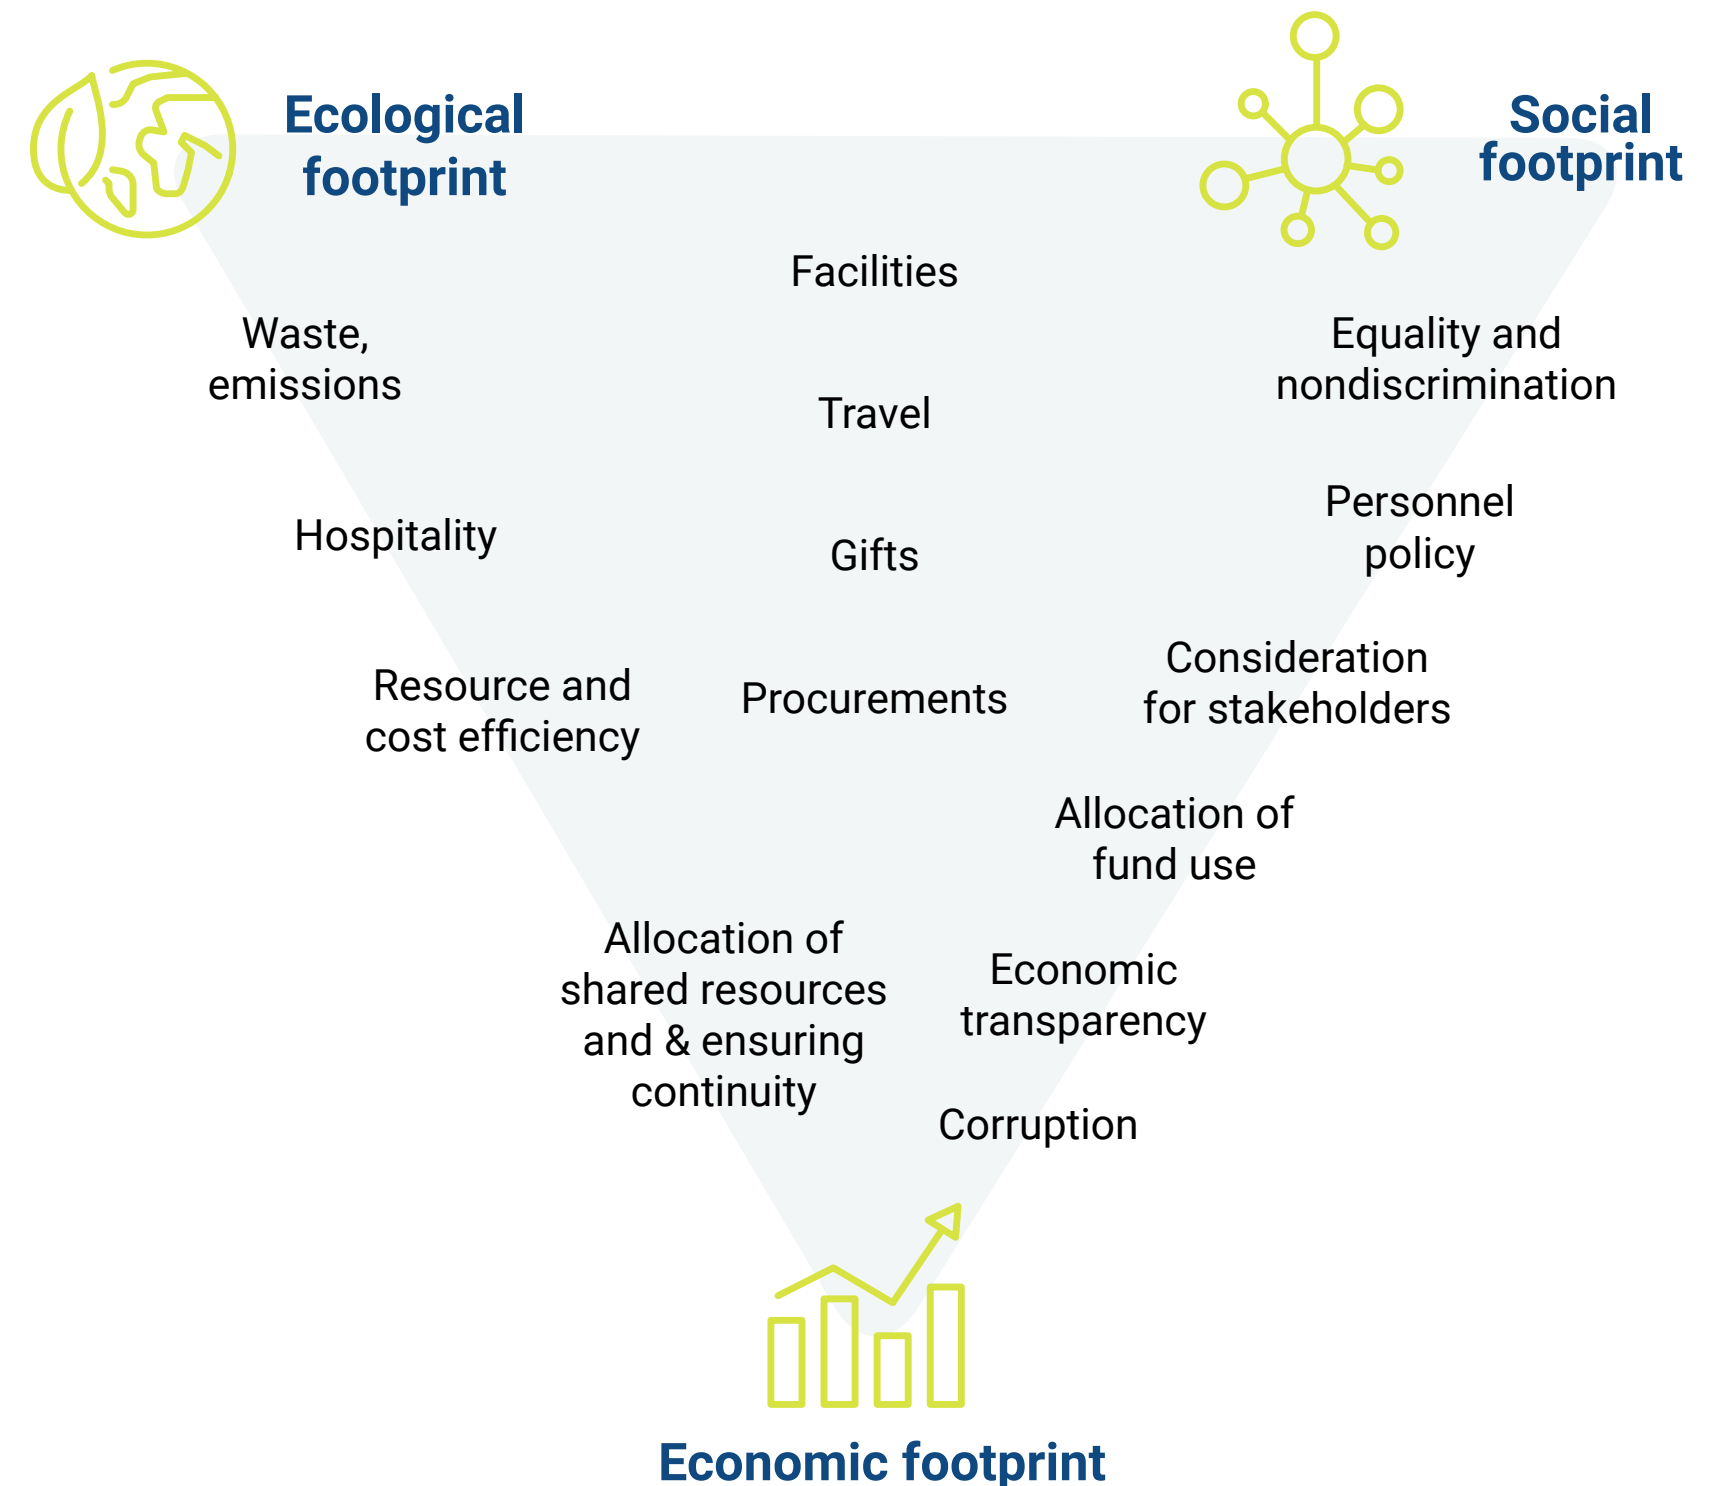 Ecological
footprint
Social
footprint
Facilities
Waste,
emissions
Equality and
nondiscrimination
Travel
Hospitality
Gifts
Personnel
policy
Resource and
cost efficiency
Procurements
Consideration
for stakeholders
Allocation of
fund use
Allocation of
shared resources
and & ensuring
continuity
Economic
transparency
Corruption
Economic footprint